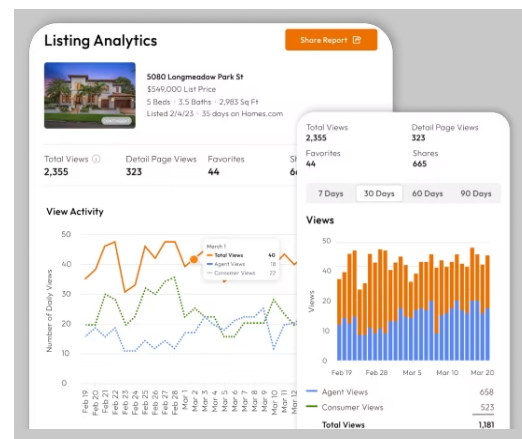 Listing Analytics
Share Report
5080 Longmeadow Park St
$549,000 List Price
5 Beds · 3.5 Baths · 2,983 Sq Ft
Listed 2/4/23 · 35 days on Homes.com
Total Views
2,355
Detail Page Views
323
Favorites
44
View Activity
Number of Daily Views
50
40
30
20
10
0
March 1
Total Views 40
Agent Views 18
Consumer Views 22
Feb 19
Feb 20
Feb 21
Feb 22
Feb 23
Feb 24
Feb 25
Feb 26
Feb 27
Feb 28
Mar 1
Mar 2
Mar 3
Mar 4
Mar 5
Mar 6
Mar 7
Mar 8
Mar 9
Mar 10
Mar 11
Mar 12
Total Views
2,355
Detail Page Views
323
Favorites
44
Shares
665
7 Days 30 Days 60 Days 90 Days
Views
Views
50
40
20
10
0
Feb 19 Feb 28 Mar 5 Mar 10 Mar 20
Agent Views 658
Consumer Views 523
Total Views 1,181